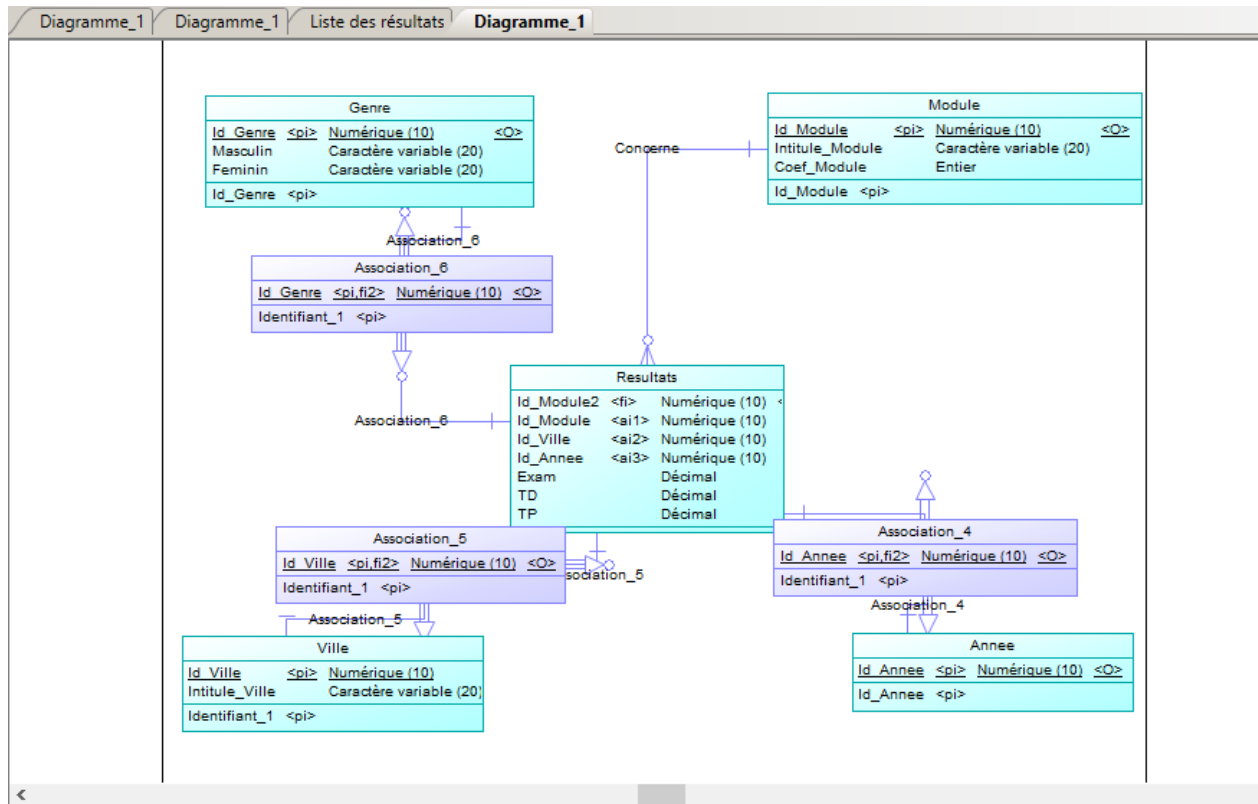 Diagramme_1 Diagramme_1 Liste des résultats Diagramme_1
Genre
Id_Genre <pi> Numérique (10) <O>
Masculin Caractère variable (20)
Feminin Caractère variable (20)
Id_Genre <pi>
Module
Id_Module <pi> Numérique (10) <O>
Intitule_Module Caractère variable (20)
Coef_Module Entier
Id_Module <pi>
Concerne
Association_6
Association_6
Id_Genre <pi,fi2> Numérique (10) <O>
Identifiant_1 <pi>
Association_6
Resultats
Id_Module2 <fi> Numérique (10) <
Id_Module <ai1> Numérique (10)
Id_Ville <ai2> Numérique (10)
Id_Annee <ai3> Numérique (10)
Exam Décimal
TD Décimal
TP Décimal
Association_5
Id_Ville <pi,fi2> Numérique (10) <O>
Identifiant_1 <pi>
sociation_5
Association_5
Association_4
Id_Annee <pi,fi2> Numérique (10) <O>
Identifiant_1 <pi>
Association_4
Ville
Id_Ville <pi> Numérique (10)
Intitule_Ville Caractère variable (20)
Identifiant_1 <pi>
Annee
Id_Annee <pi> Numérique (10) <O>
Id_Annee <pi>